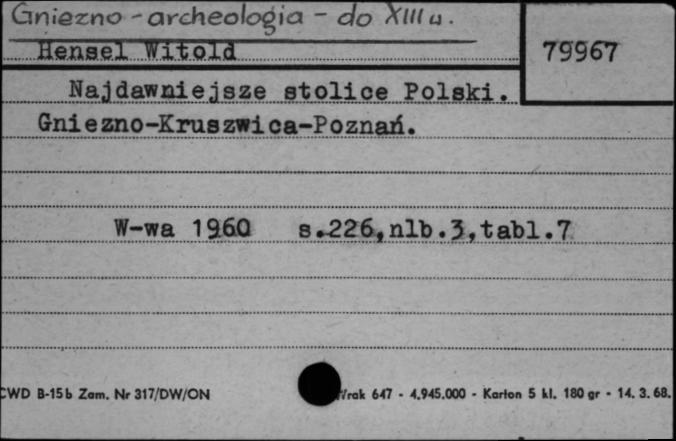 Gniezno - archeologia - do XIII w.
Hensel Witold
79967
Najdawniejsze stolice Polski.
Gniezno-Kruszwica-Poznań.
W-wa 1960 s.226,nlb.3,tabl.7
CWD B-15b Zam. Nr 317/DW/ON
647 - 4.945.000 - Karton 5 kl. 180 gr - 14. 3. 68.